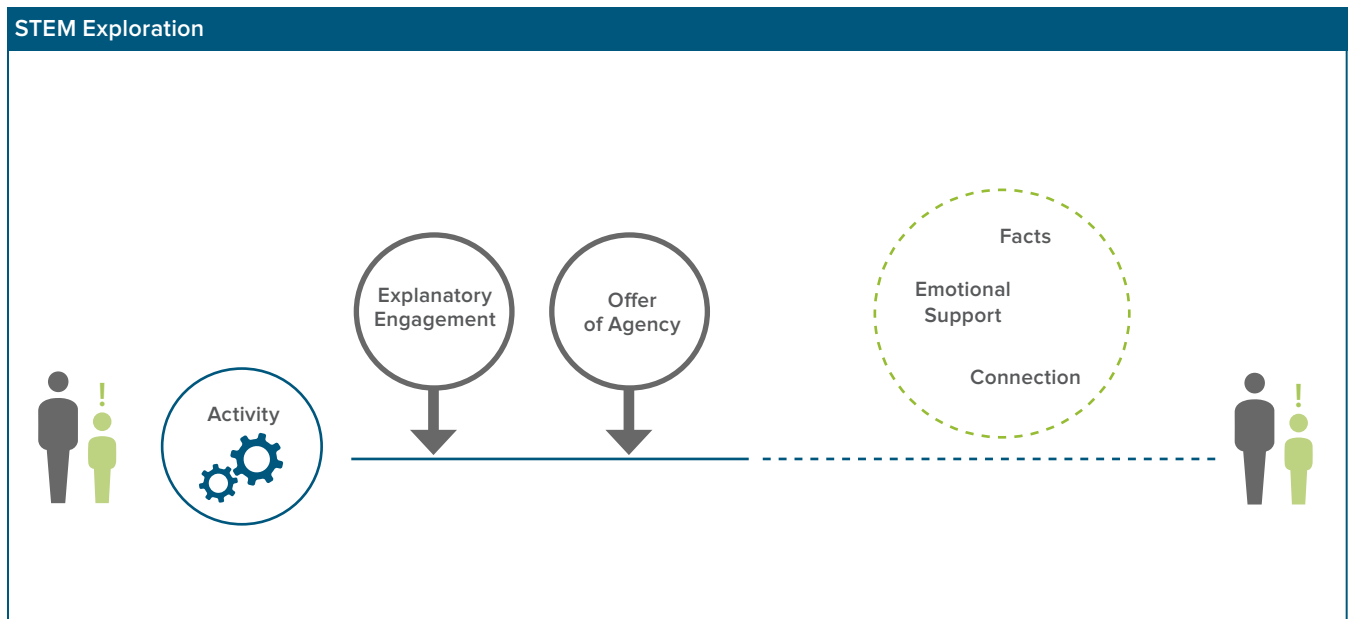 STEM Exploration
Explanatory
Engagement
Offer
of Agency
Facts
Emotional
Support
Connection
!
Activity
!